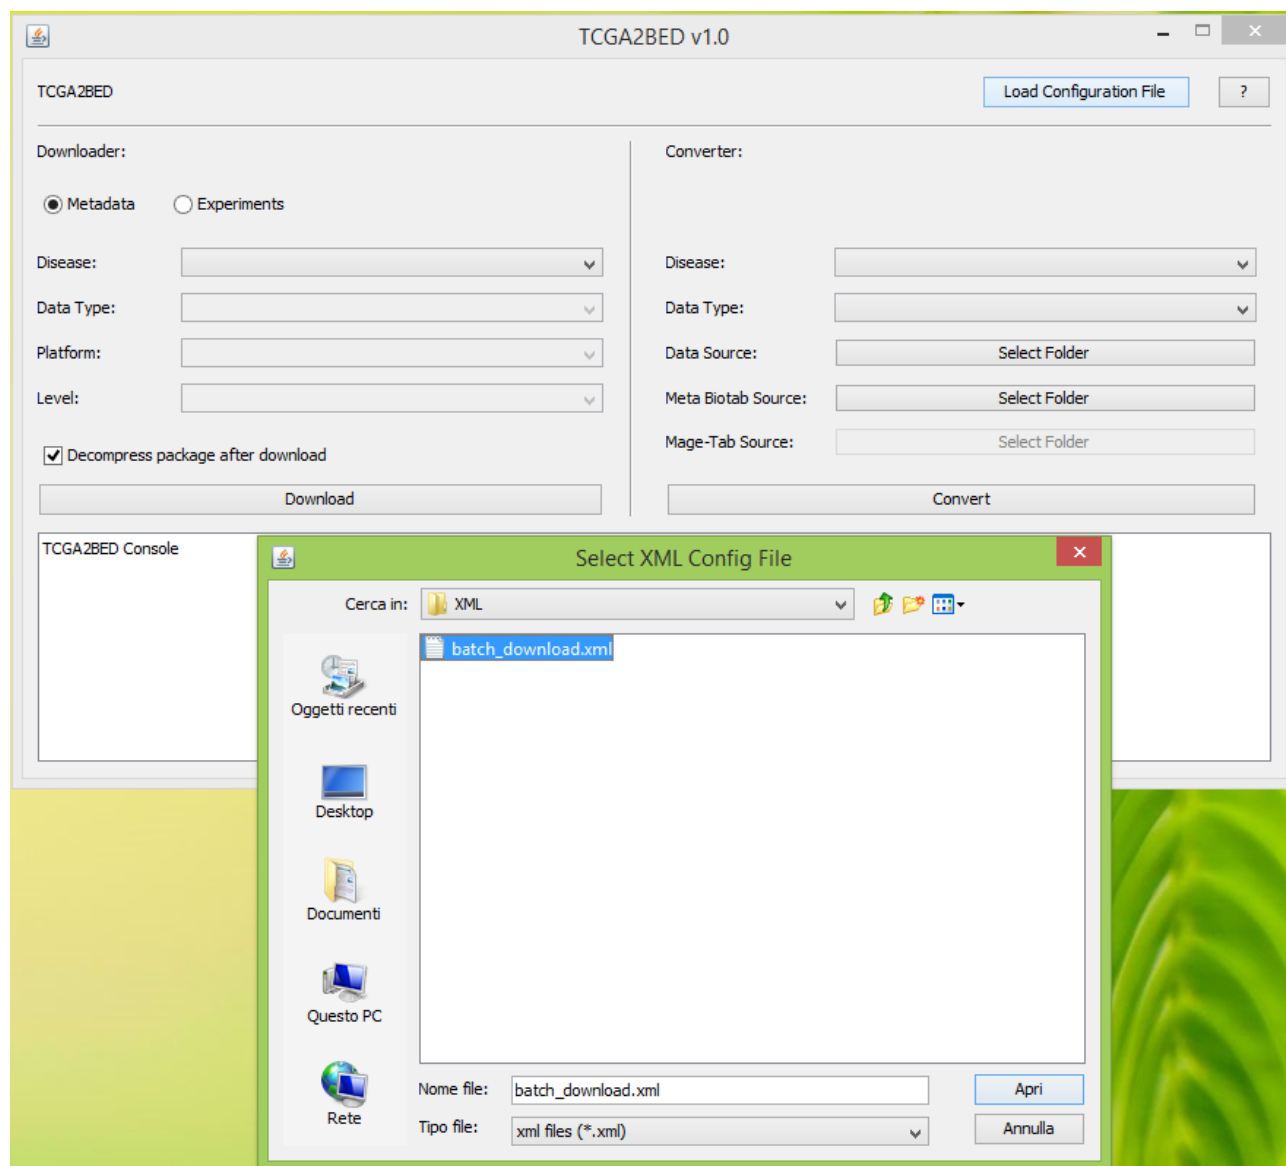 TCGA2BED v1.0
TCGA2BED
Load Configuration File
?
Downloader:
Converter:
Metadata
Experiments
Disease:
Disease:
Data Type:
Data Type:
Platform:
Data Source:
Select Folder
Level:
Meta Biotab Source:
Select Folder
Mage-Tab Source:
Select Folder
Decompress package after download
Download
Convert
TCGA2BED Console
Select XML Config File
Cerca in:
XML
batch_download.xml
Oggetti recenti
Desktop
Documenti
Questo PC
Rete
Nome file:
batch_download.xml
Apri
Tipo file:
xml files (*.xml)
Annulla